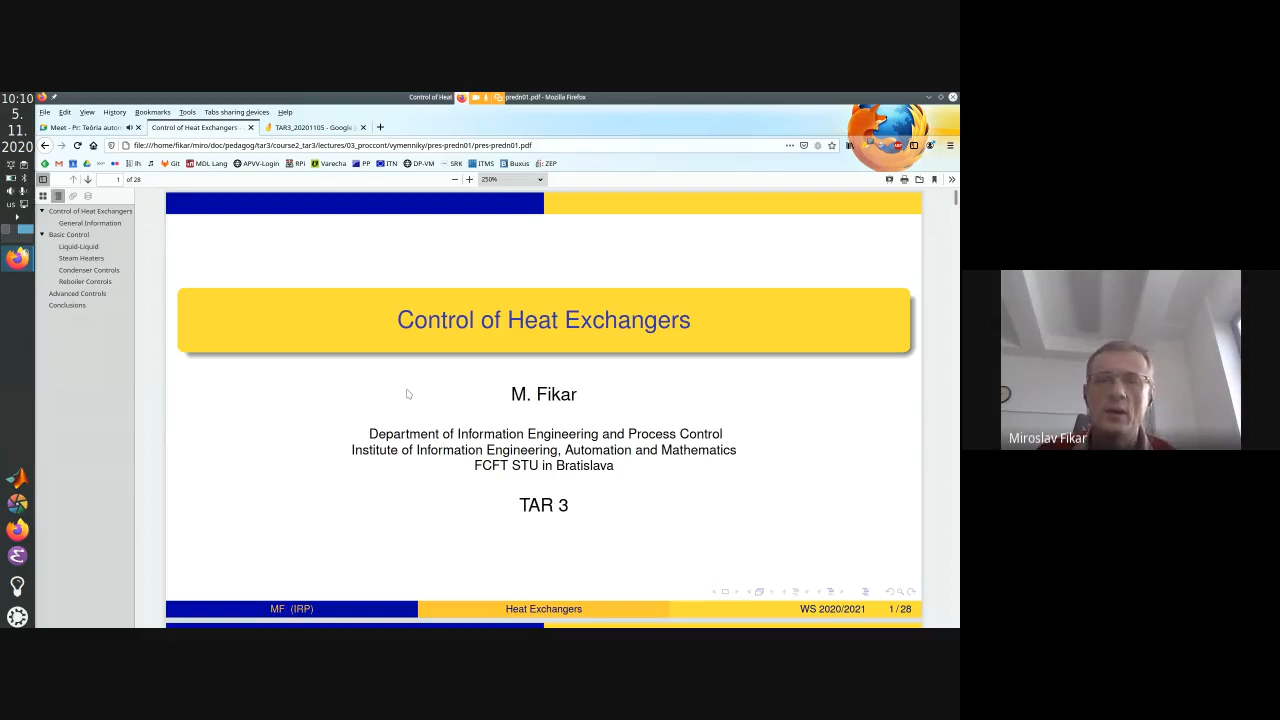 10:10
5.
11.
2020
us
Control of Heat
predn01.pdf - Mozilla Firefox
File Edit View History Bookmarks Tools Tabs sharing devices Help
Meet - Pr: Teória auton
Control of Heat Exchangers
TAR3_20201105 - Google
file:///home/fikar/miro/doc/pedagog/tar3/course2_tar3/lectures/03_proccont/vymenniky/pres-predn01/pres-predn01.pdf
lh Git MDL Lang APVV-Login RPi Varecha PP ITN DP-VM SRK ITMS Buxus ZEP
1 of 28
250%
Control of Heat Exchangers
General Information
Basic Control
Liquid-Liquid
Steam Heaters
Condenser Controls
Reboiler Controls
Advanced Controls
Conclusions
Control of Heat Exchangers
M. Fikar
Department of Information Engineering and Process Control
Institute of Information Engineering, Automation and Mathematics
FCFT STU in Bratislava
TAR 3
MF (IRP)
Heat Exchangers
WS 2020/2021
1 / 28
Miroslav Fikar